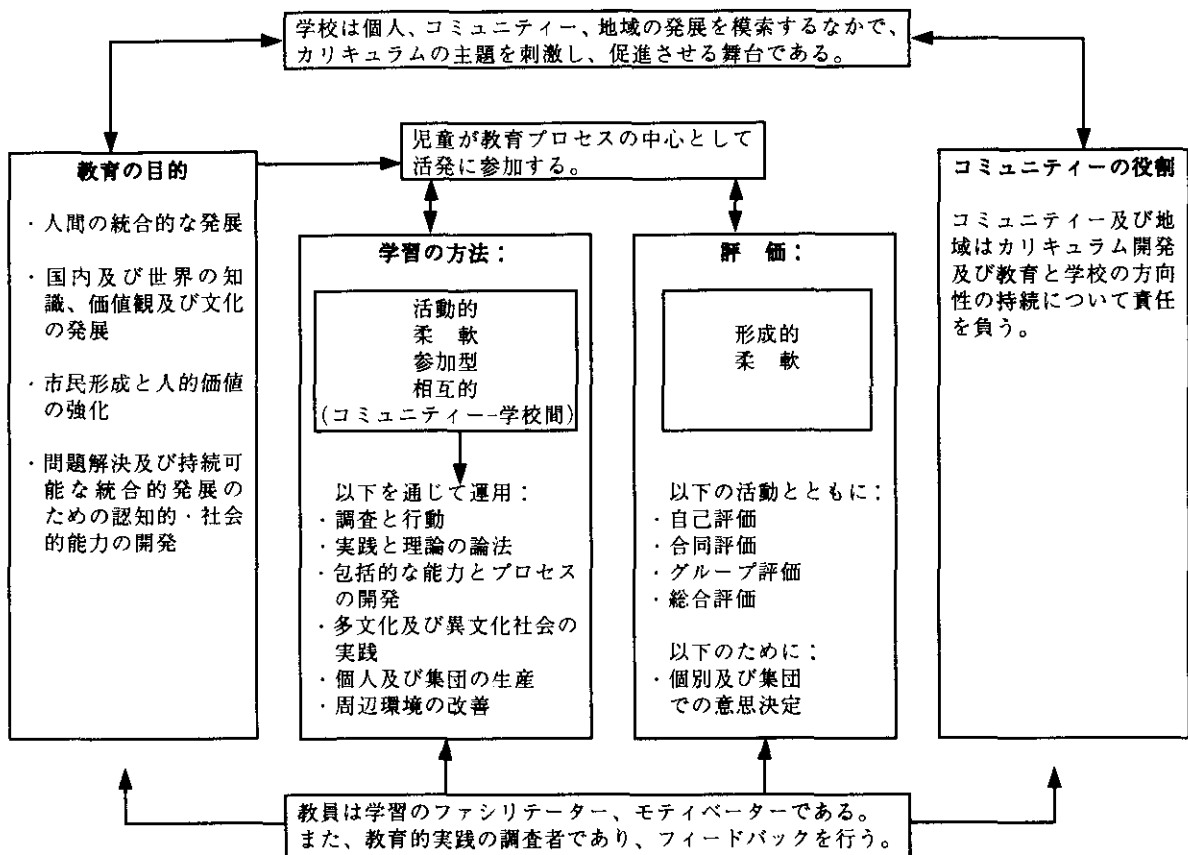 学校は個人、コミュニティー、地域の発展を模索するなかで、
カリキュラムの主題を刺激し、促進させる舞台である。
児童が教育プロセスの中心として
活発に参加する。
教育の目的
・人間の統合的な発展
・国内及び世界の知
識、価値観及び文化
の発展
・市民形成と人的価値
の強化
・問題解決及び持続可
能な統合的発展の
ための認知的・社会
的能力の開発
学習の方法：
活動的
柔　軟
参加型
相互的
(コミュニティー-学校間)
以下を通じて運用：
・調査と行動
・実践と理論の論法
・包括的な能力とプロセス
の開発
・多文化及び異文化社会の
実践
・個人及び集団の生産
・周辺環境の改善
評　価：
形成的
柔　軟
以下の活動とともに：
・自己評価
・合同評価
・グループ評価
・総合評価
以下のために：
・個別及び集団
での意思決定
コミュニティーの役割
コミュニティー及び地
域はカリキュラム開発
及び教育と学校の方向
性の持続について責任
を負う。
教員は学習のファシリテーター、モティベーターである。
また、教育的実践の調査者であり、フィードバックを行う。